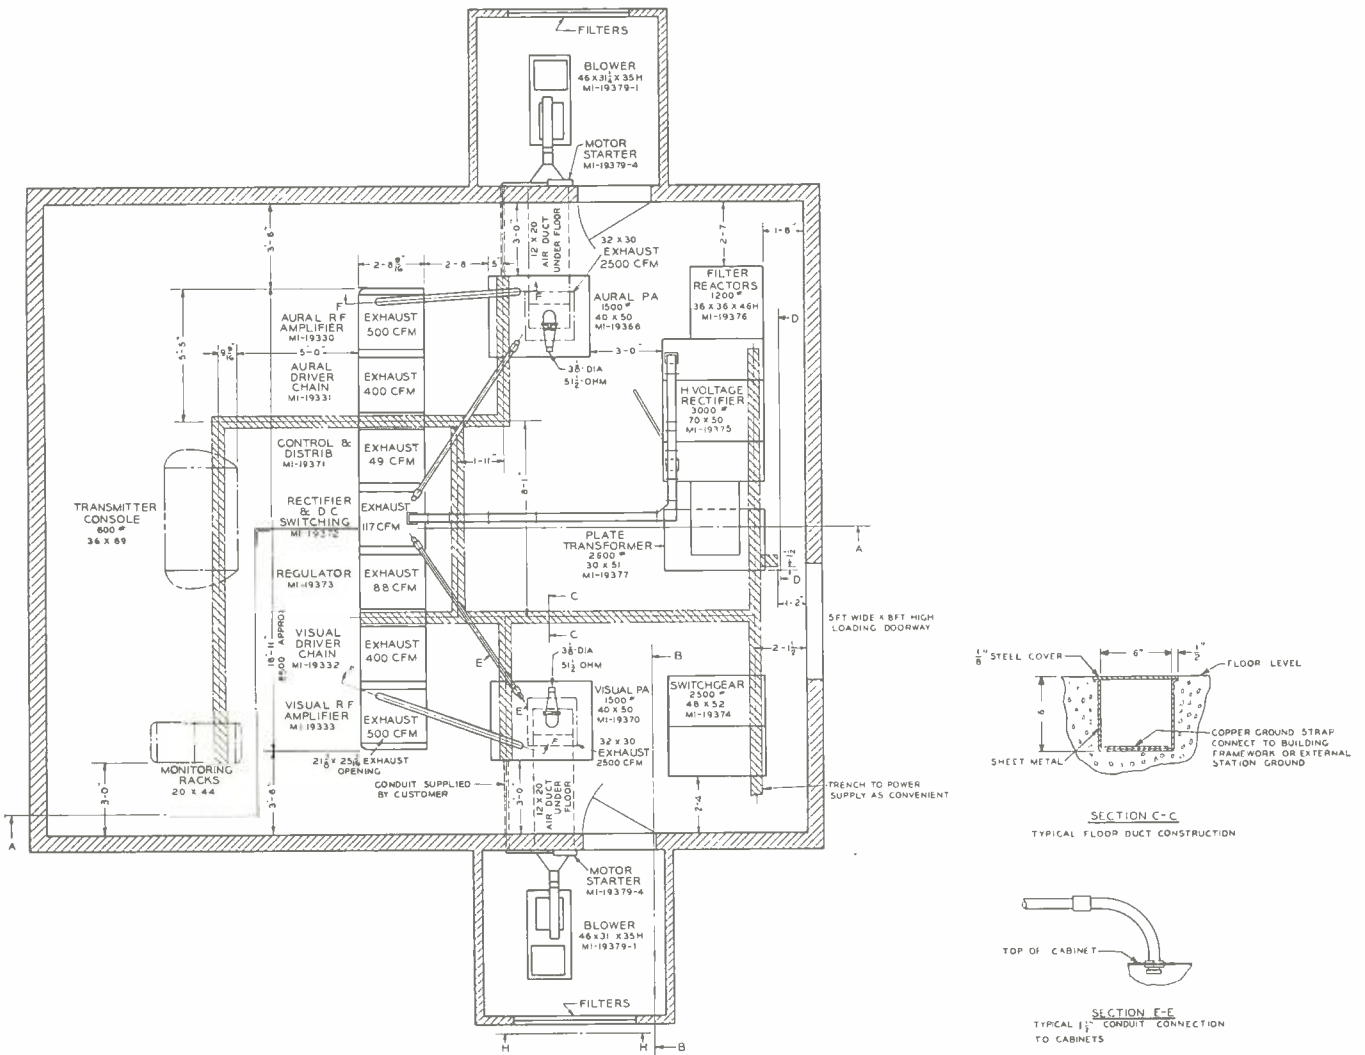 FILTERS
BLOWER
46 X 31¼ X 35H
MI-19379-1
MOTOR
STARTER
MI-19379-4
3'-6"
3'-0"
12 X 20
AIR DUCT
UNDER FLOOR
32 X 30
EXHAUST
2500 CFM
2-7
1-8"
2-8
5"
F
F
FILTER
REACTORS
1200 #
36 X 36 X 46H
MI-19376
D
AURAL PA
1500 #
40 X 50
MI-19368
AURAL RF
AMPLIFIER
MI-19330
EXHAUST
500 CFM
5'-5"
5'-0"
3'-0"
DIA
51½ OHM
AURAL
DRIVER
CHAIN
MI-19331
EXHAUST
400 CFM
H VOLTAGE
RECTIFIER
3000 #
70 X 50
MI-19375
CONTROL &
DISTRIB
MI-19371
EXHAUST
49 CFM
1-11"
8-1"
TRANSMITTER
CONSOLE
600 #
36 X 89
RECTIFIER
& D C
SWITCHING
MI-19372
EXHAUST
117 CFM
PLATE
TRANSFORMER
2600 #
30 X 51
MI-19377
A
1½
D
1-2"
REGULATOR
MI-19373
EXHAUST
88 CFM
C
C
5FT WIDE X 8FT HIGH
LOADING DOORWAY
18'-11"
VISUAL
DRIVER
CHAIN
MI-19332
EXHAUST
400 CFM
E
E
DIA
51½ OHM
B
2-1½
VISUAL PA
1500 #
40 X 50
MI-19370
SWITCHGEAR
2500 #
48 X 52
MI-19374
VISUAL RF
AMPLIFIER
MI-19333
EXHAUST
500 CFM
F
32 X 30
EXHAUST
2500 CFM
EXHAUST
OPENING
MONITORING
RACKS
20 X 44
3'-0"
3'-6"
CONDUIT SUPPLIED
BY CUSTOMER
3'-0"
12 X 20
AIR DUCT
UNDER
FLOOR
2-4
TRENCH TO POWER
SUPPLY AS CONVENIENT
A
MOTOR
STARTER
MI-19379-4
BLOWER
46 X 31 X 35H
MI-19379-1
FILTERS
H
H
B
⅛" STEEL COVER
6"
½"
FLOOR LEVEL
6
COPPER GROUND STRAP
CONNECT TO BUILDING
FRAMEWORK OR EXTERNAL
STATION GROUND
SHEET METAL
SECTION C-C
TYPICAL FLOOR DUCT CONSTRUCTION
TOP OF CABINET
SECTION E-E
TYPICAL CONDUIT CONNECTION
TO CABINETS